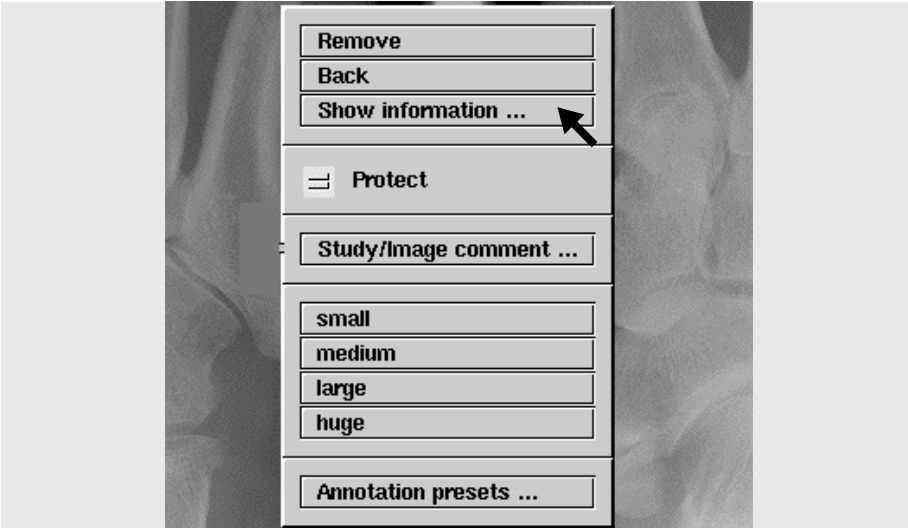 Remove
Back
Show information ...
Protect
Study/Image comment ...
small
medium
large
huge
Annotation presets ...